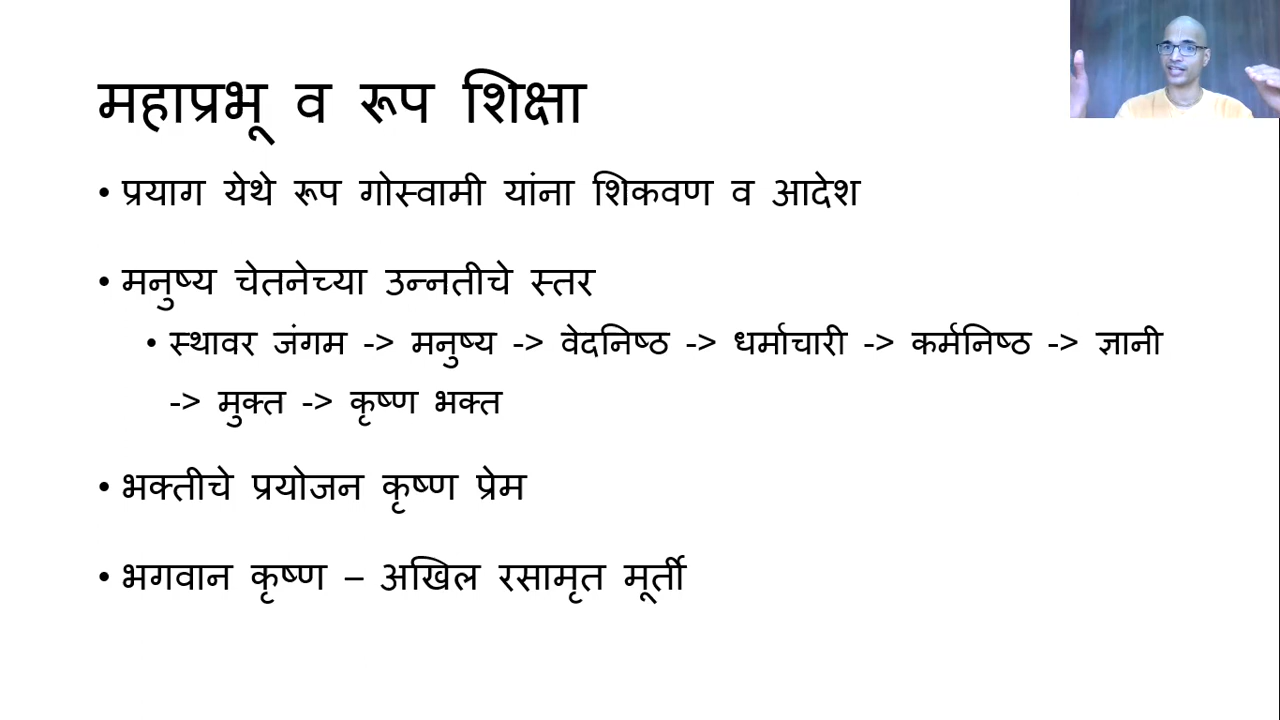 महाप्रभू व रूप शिक्षा
• प्रयाग येथे रूप गोस्वामी यांना शिकवण व आदेश
• मनुष्य चेतनेच्या उन्नतीचे स्तर
• स्थावर जंगम -> मनुष्य -> वेदनिष्ठ -> धर्माचारी -> कर्मनिष्ठ -> ज्ञानी
-> मुक्त -> कृष्ण भक्त
• भक्तीचे प्रयोजन कृष्ण प्रेम
• भगवान कृष्ण – अखिल रसामृत मूर्ती